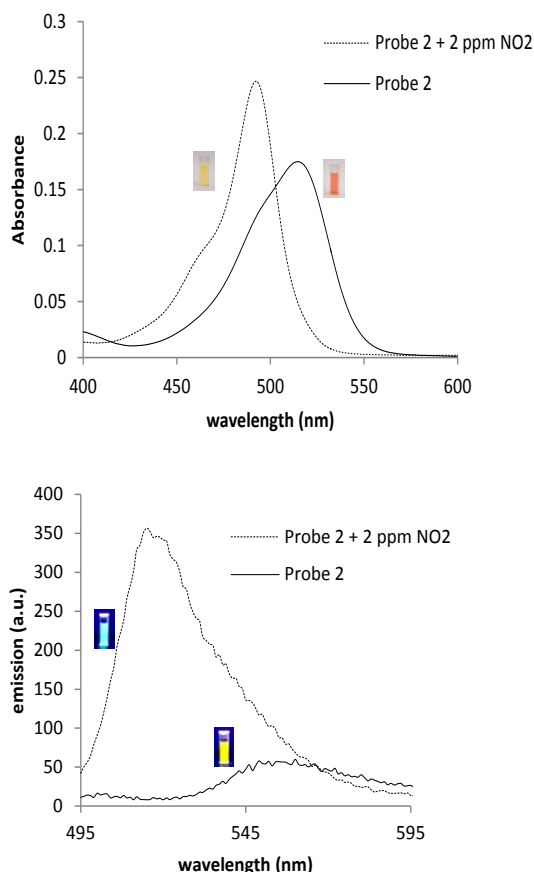 Probe 2 + 2 ppm NO2
Probe 2
0.3
0.25
0.2
0.15
0.1
0.05
0
Absorbance
400 450 500 550 600
wavelength (nm)
400
350
300
250
200
150
100
50
0
Probe 2 + 2 ppm NO2
Probe 2
emission (a.u.)
495 545 595
wavelength (nm)